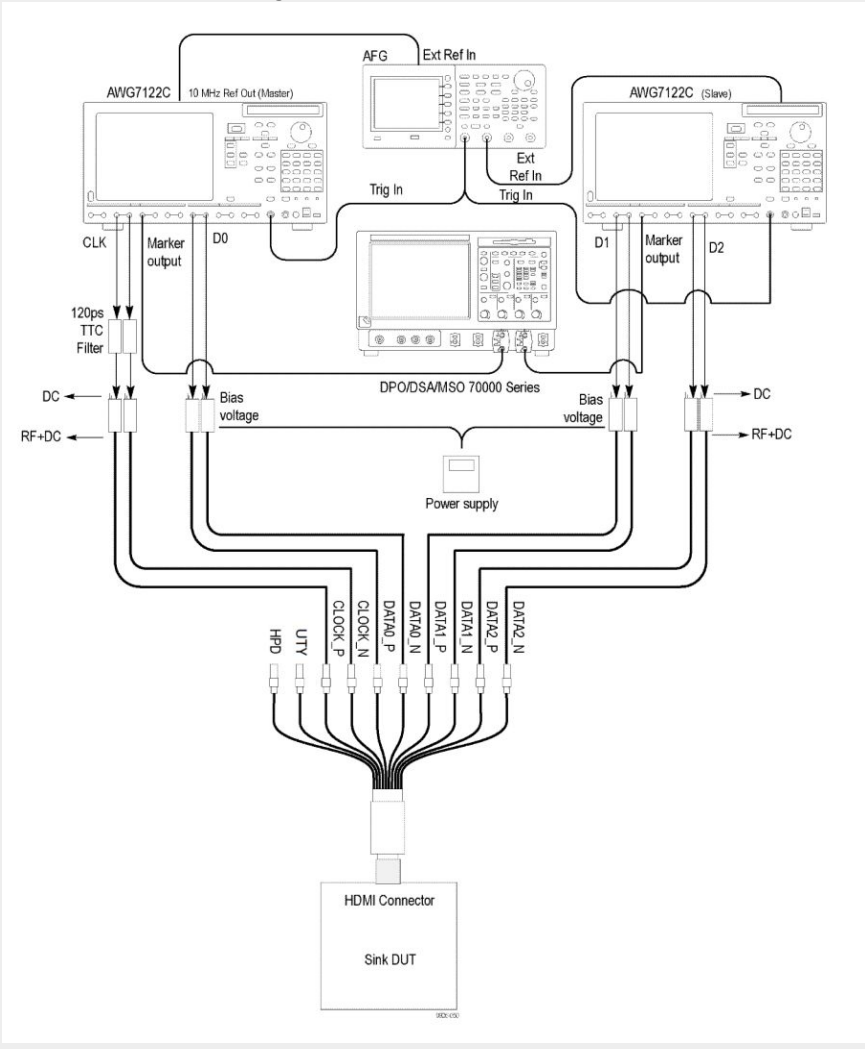 AFG
Ext Ref In
AWG7122C
10 MHz Ref Out (Master)
AWG7122C
(Slave)
Ext
Ref In
Trig In
Trig In
CLK
Marker
output
D0
D1
Marker
output
D2
120ps
TTC
Filter
DPO/DSA/MSO 70000 Series
DC
Bias
voltage
Bias
voltage
DC
RF+DC
RF+DC
Power supply
HPD
UTY
CLOCK_P
CLOCK_N
DATA0_P
DATA0_N
DATA1_P
DATA1_N
DATA2_P
DATA2_N
HDMI Connector
Sink DUT